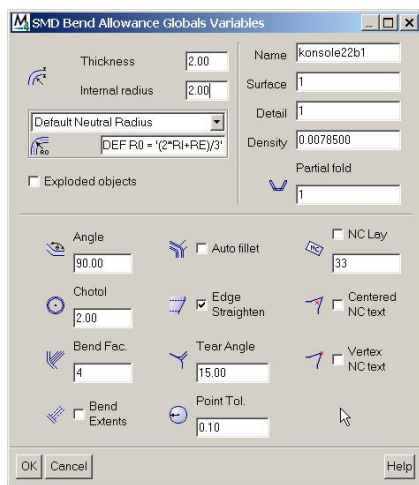 SMD Bend Allowance Globals Variables
Thickness 2.00
Internal radius 2.00
Default Neutral Radius
R0 DEF R0 = '(2*RI+RE)/3'
Exploded objects
Name konsole22b1
Surface 1
Detail 1
Density 0.0078500
Partial fold
1
Angle
90.00
Auto fillet
NC Lay
33
Chotol
2.00
Edge Straighten
Centered NC text
Bend Fac.
4
Tear Angle
15.00
Vertex NC text
Bend Extents
Point Tol.
0.10
OK Cancel Help